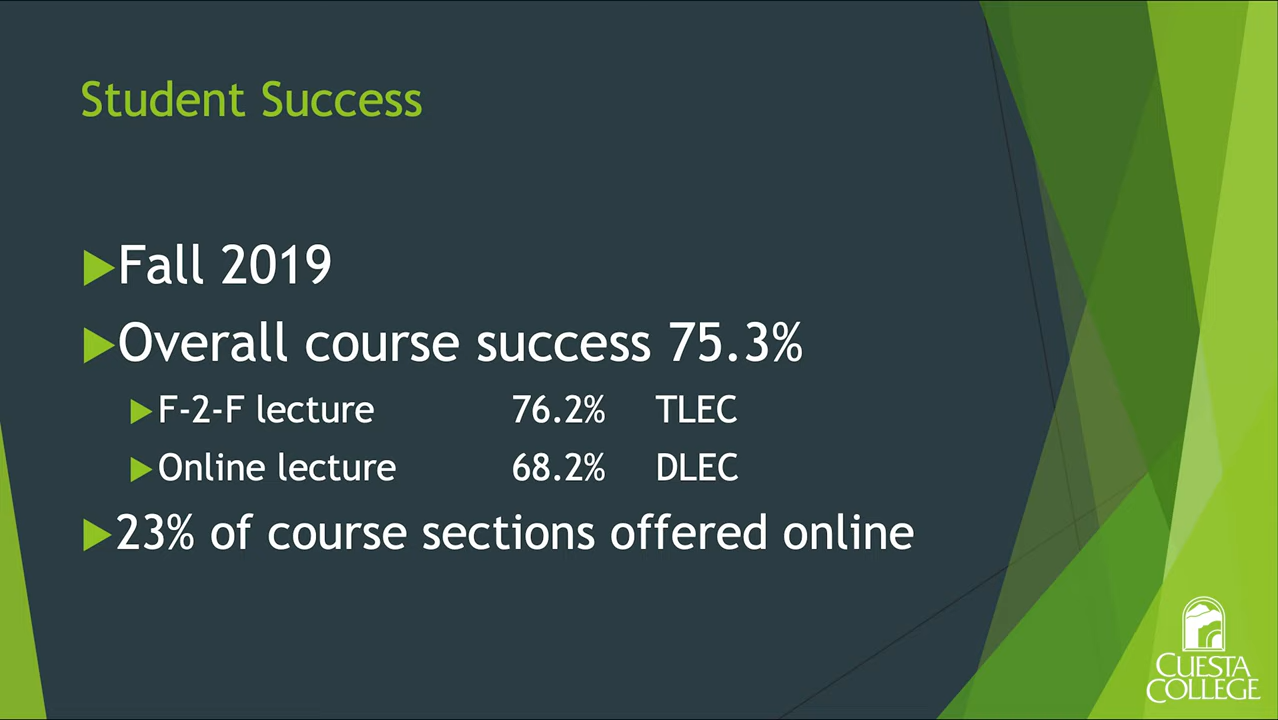 Student Success
Fall 2019
Overall course success 75.3%
F-2-F lecture 76.2% TLEC
Online lecture 68.2% DLEC
23% of course sections offered online
CUESTA
COLLEGE